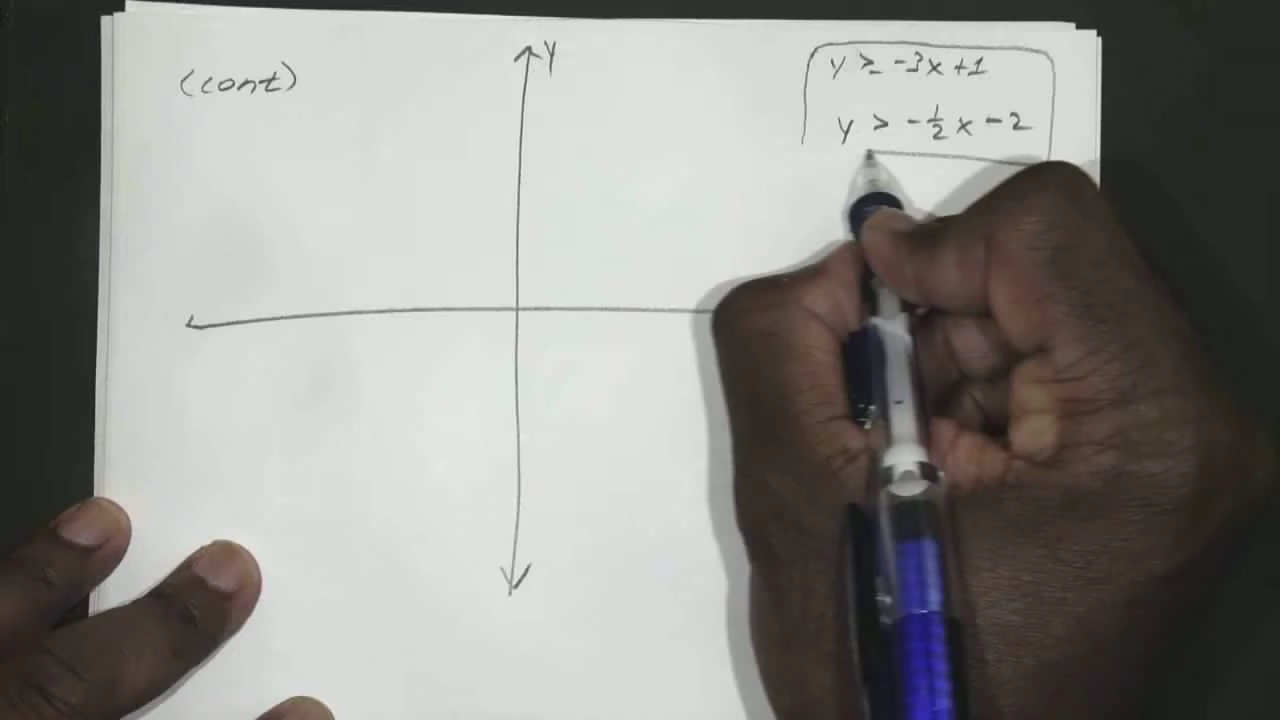 (cont)
y
y ≥ -3x+1
y > -½x-2